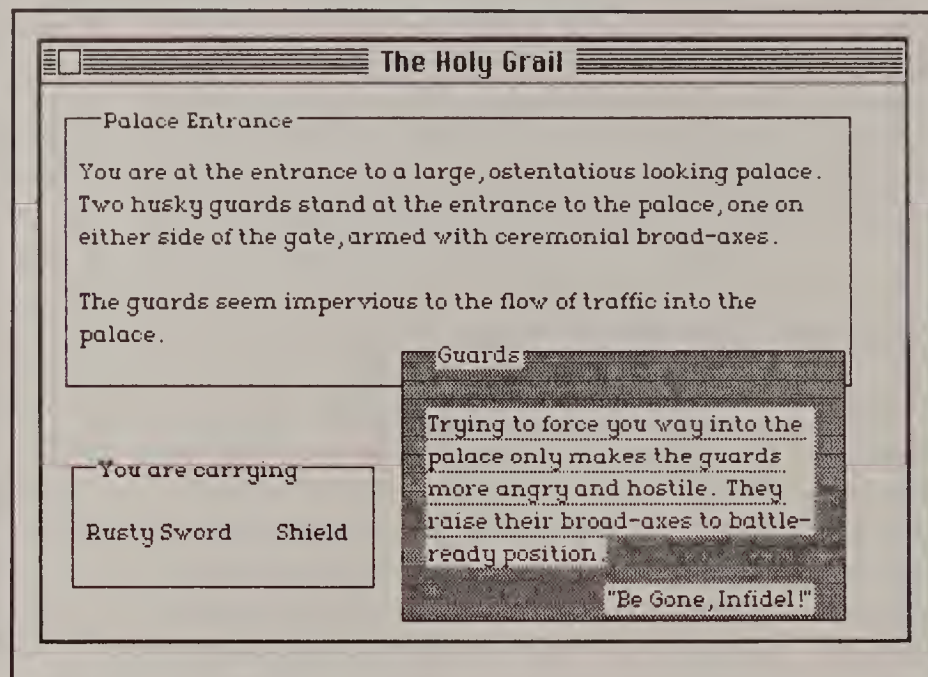 The Holy Grail
Palace Entrance
You are at the entrance to a large, ostentatious looking palace.
Two husky guards stand at the entrance to the palace, one on
either side of the gate, armed with ceremonial broad-axes.
The guards seem impervious to the flow of traffic into the
palace.
Guards
Trying to force you way into the
palace only makes the guards
more angry and hostile. They
raise their broad-axes to battle-
ready position.
"Be Gone, Infidel!"
You are carrying
Rusty Sword Shield